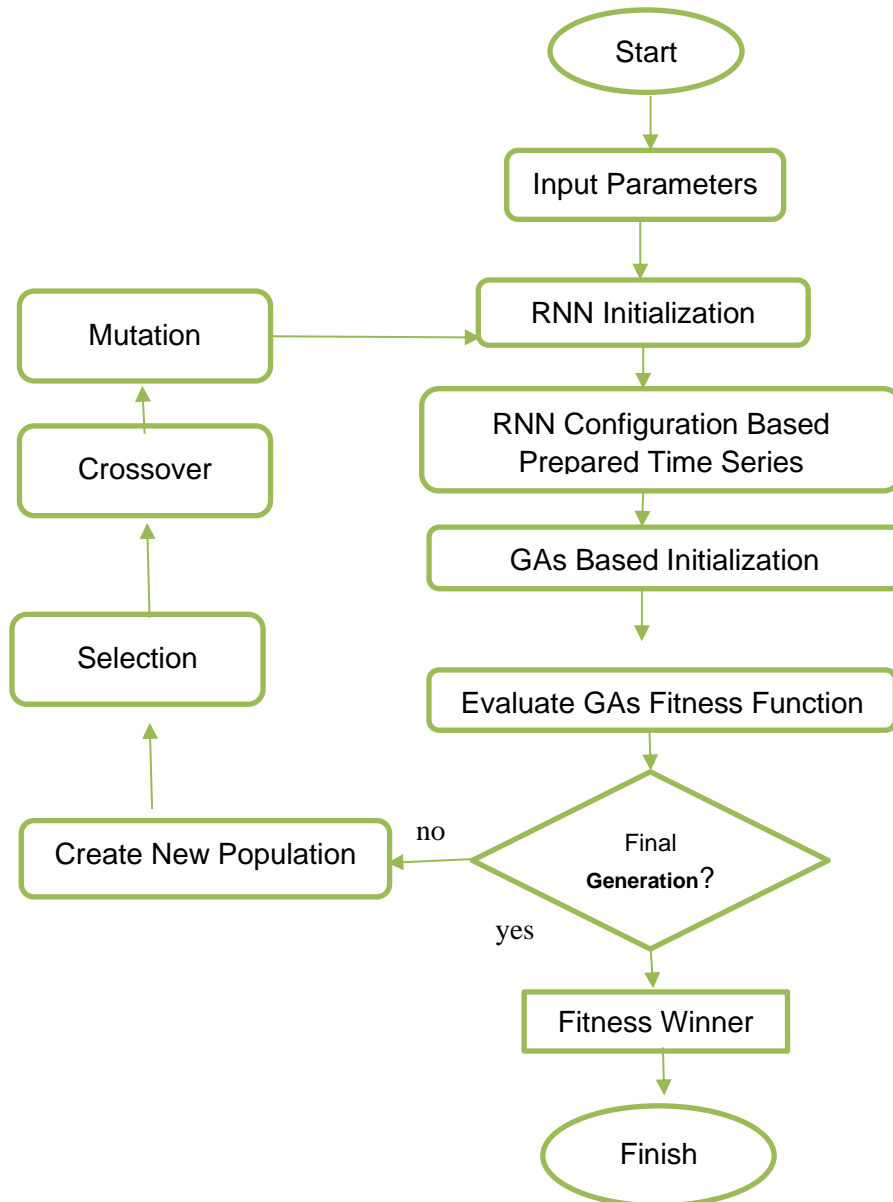 Start
Input Parameters
RNN Initialization
Mutation
RNN Configuration Based
Prepared Time Series
Crossover
GAs Based Initialization
Selection
Evaluate GAs Fitness Function
Final
Generation?
no
Create New Population
yes
Fitness Winner
Finish